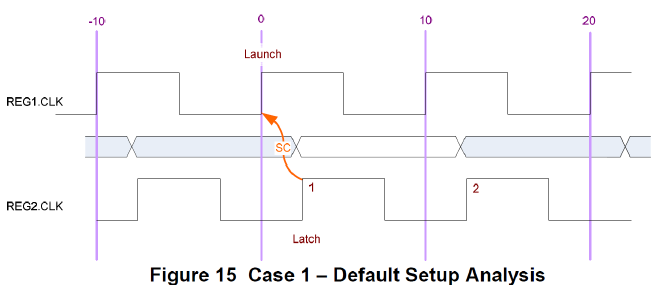 -10 0 10 20
Launch
REG1.CLK
SC
1 2
REG2.CLK
Latch
Figure 15 Case 1 – Default Setup Analysis